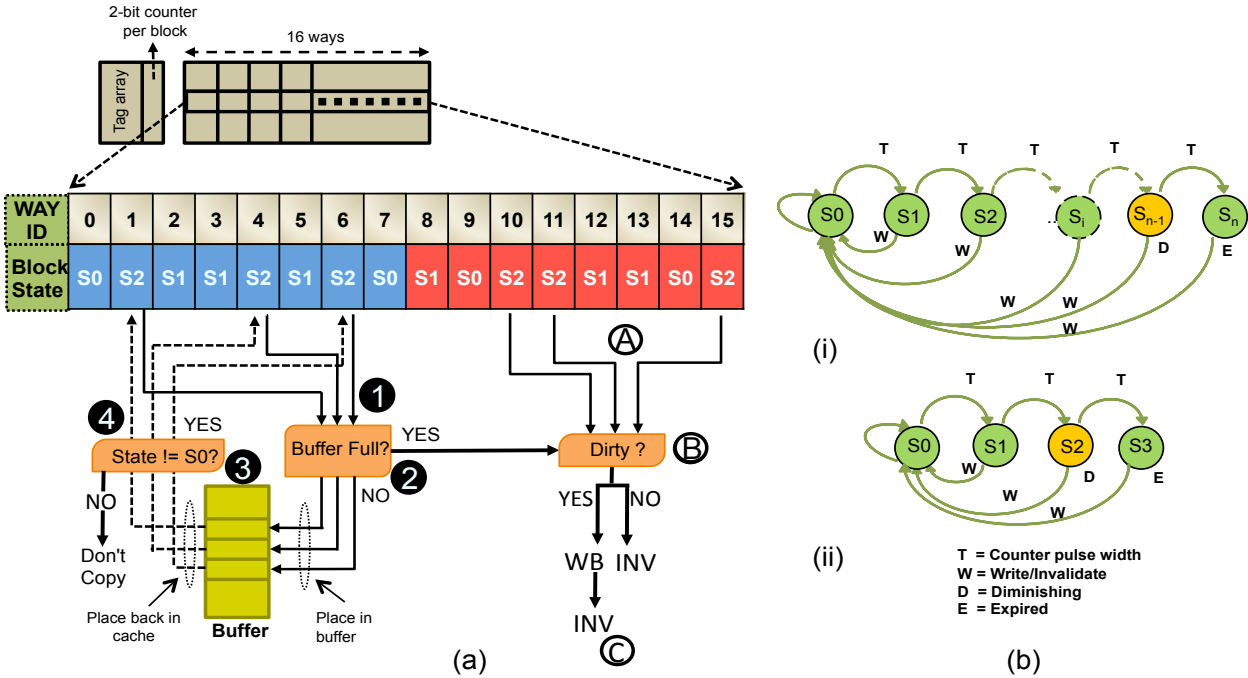 2-bit counter
per block
16 ways
Tag array
WAY
ID
0 1 2 3 4 5 6 7 8 9 10 11 12 13 14 15
Block
State
S0 S2 S1 S1 S2 S1 S2 S0 S1 S0 S2 S2 S1 S1 S0 S2
A
1
4
YES
State != S0?
3
Buffer Full?
YES
2
NO
Dirty ?
B
YES NO
NO
WB INV
Don't
Copy
INV
C
Place back in
cache
Buffer
Place in
buffer
(a)
T T T T T
S0 S1 S2 .. Si Sn-1 Sn
W
D
E
W
W
W
(i)
T T T
S0 S1 S2 S3
W
D
E
W
W
(ii)
T = Counter pulse width
W = Write/Invalidate
D = Diminishing
E = Expired
(b)